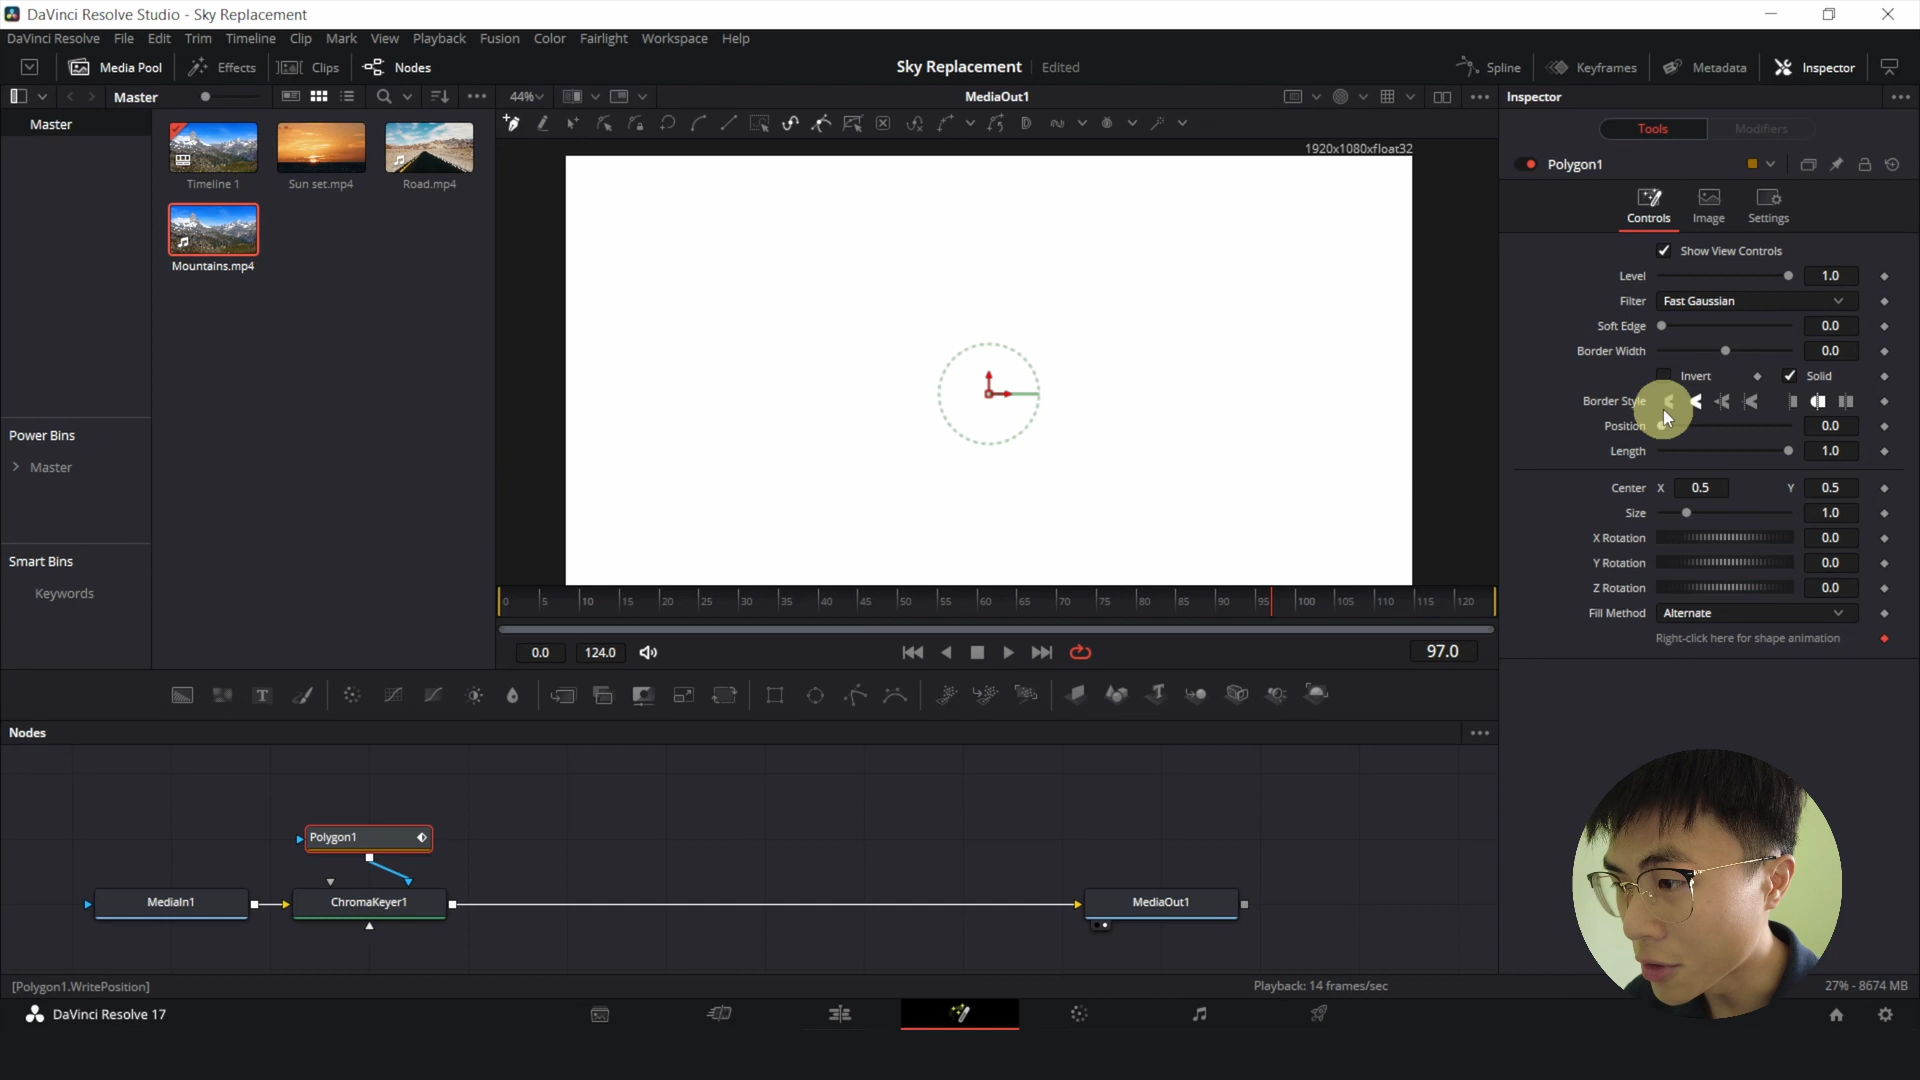 DaVinci Resolve Studio - Sky Replacement
DaVinci Resolve File Edit Trim Timeline Clip Mark View Playback Fusion Color Fairlight Workspace Help
Media Pool Effects Clips Nodes Sky Replacement Edited Spline Keyframes Metadata Inspector
Master 44% MediaOut1 Inspector
Master
Tools Modifiers
1920x1080xfloat32
Polygon1
Timeline 1 Sun set.mp4 Road.mp4
Controls Image Settings
Show View Controls
Mountains.mp4
Level 1.0
Filter Fast Gaussian
Soft Edge 0.0
Border Width 0.0
Invert Solid
Border Style
Position 0.0
Length 1.0
Power Bins
Master
Center X 0.5 Y 0.5
Size 1.0
X Rotation 0.0
Y Rotation 0.0
Z Rotation 0.0
Fill Method Alternate
Right-click here for shape animation
Smart Bins
Keywords
0 5 10 15 20 25 30 35 40 45 50 55 60 65 70 75 80 85 90 95 100 105 110 115 120
0.0 124.0 97.0
Nodes
Polygon1
MediaIn1 ChromaKeyer1 MediaOut1
[Polygon1.WritePosition] Playback: 14 frames/sec 27% - 8674 MB
DaVinci Resolve 17